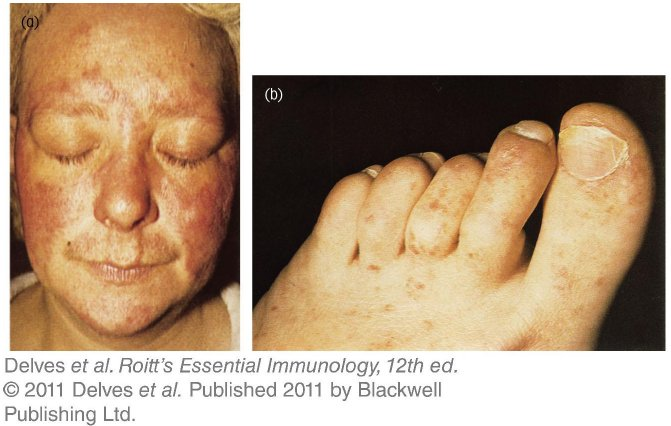 (a)
(b)
Delves et al. Roitt's Essential Immunology, 12th ed.
© 2011 Delves et al. Published 2011 by Blackwell
Publishing Ltd.